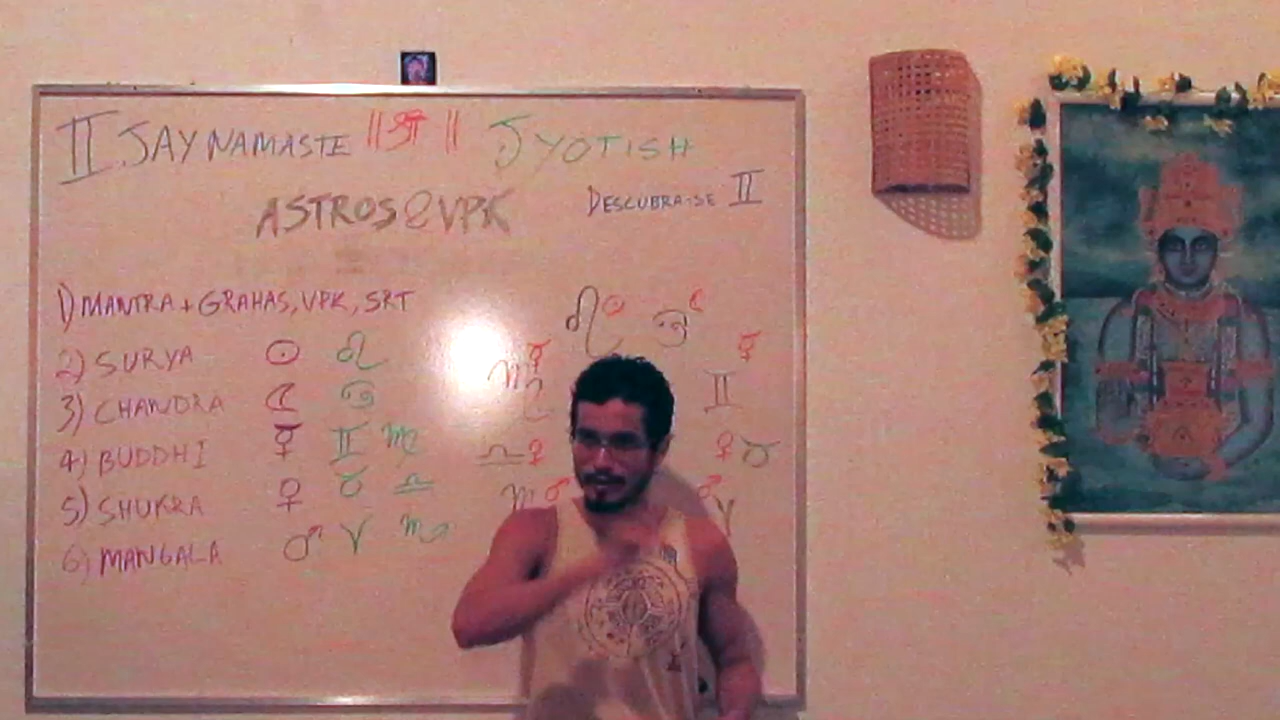 II JAY NAMASTE ॥श्री॥ JYOTISH
ASTROS & VPK DESCUBRA-SE II
1) MANTRA + GRAHAS, VPK, SRT
2) SURYA ☉ ♌
3) CHANDRA ☾ ♋
4) BUDDHI ☿ ♊ ♍
5) SHUKRA ♀ ♉ ♎
6) MANGALA ♂ ♈ ♏
♌ ☉ ♋ ☾
♍ ☿ ☿ ♊
♎ ♀ ♀ ♉
♏ ♂ ♂ ♈